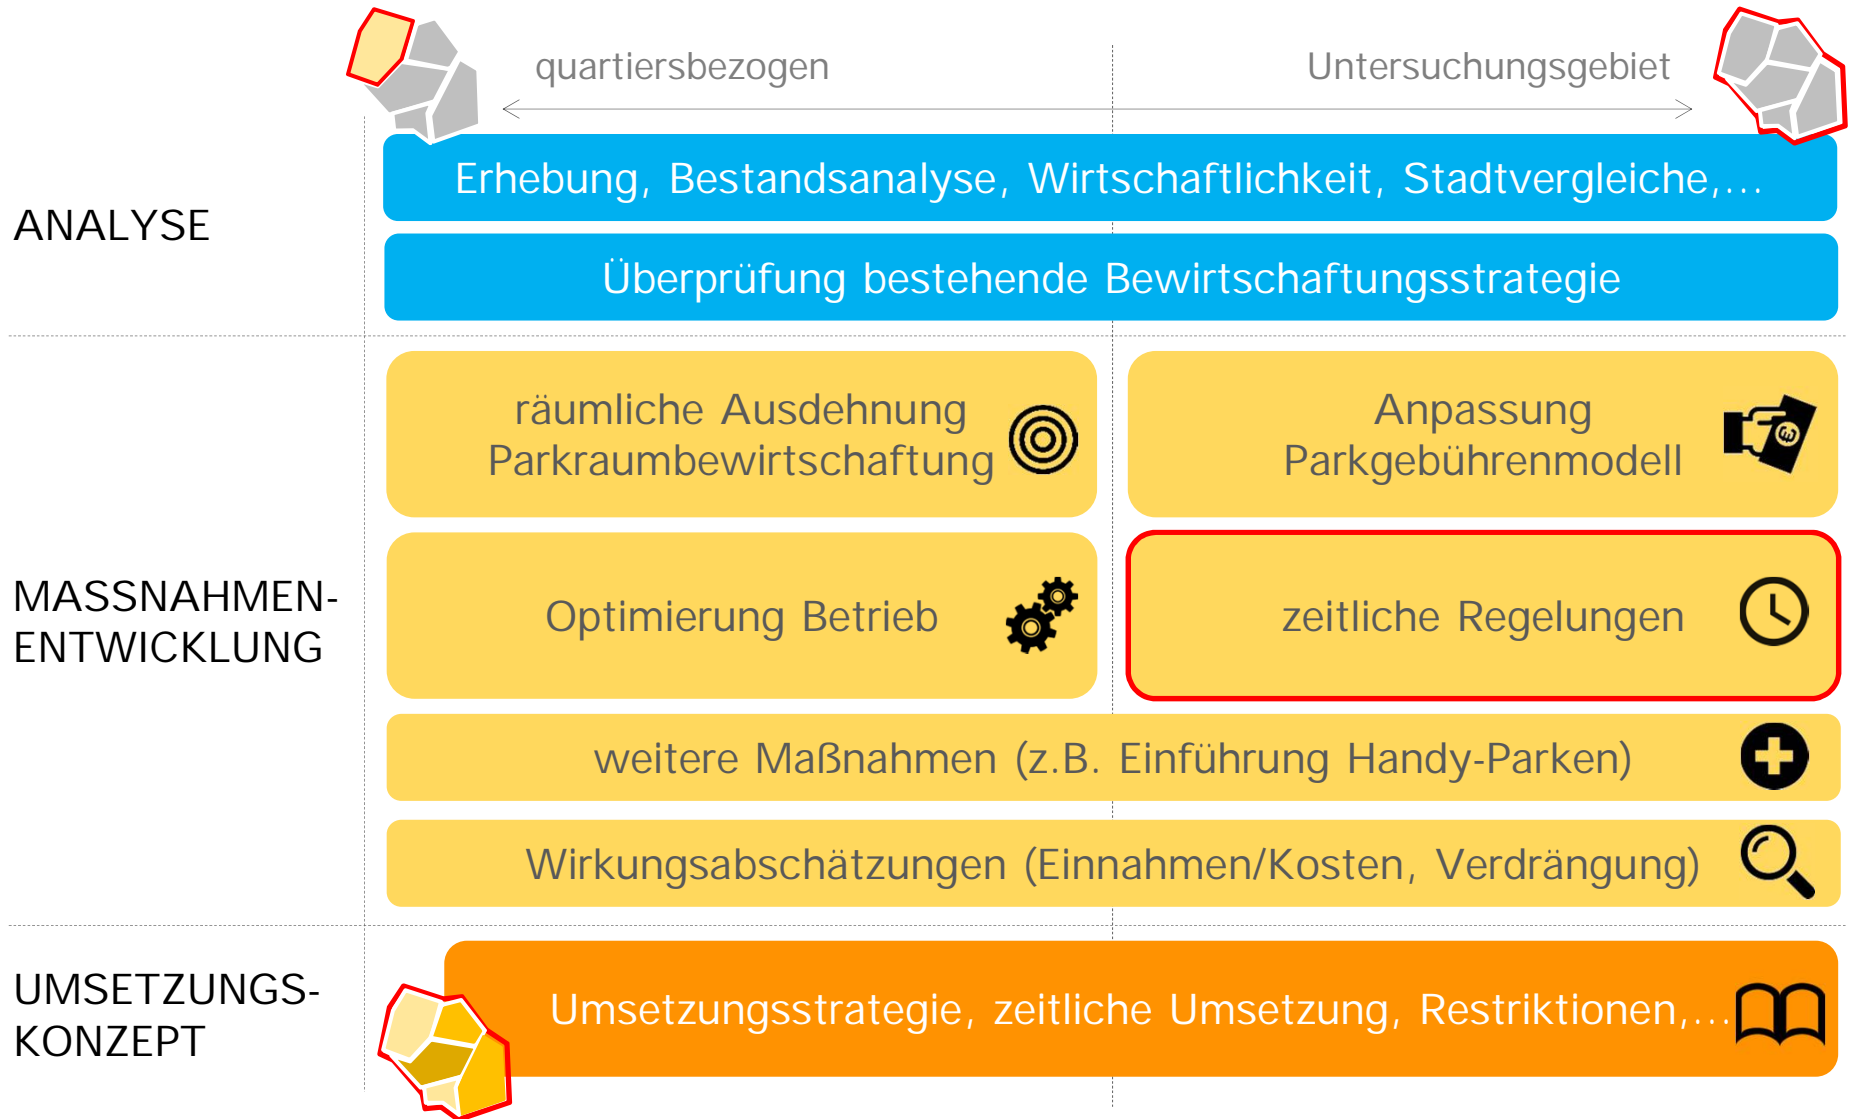 quartiersbezogen
Untersuchungsgebiet
ANALYSE
Erhebung, Bestandsanalyse, Wirtschaftlichkeit, Stadtvergleiche,...
Überprüfung bestehende Bewirtschaftungsstrategie
MASSNAHMEN-
ENTWICKLUNG
räumliche Ausdehnung
Parkraumbewirtschaftung
Anpassung
Parkgebührenmodell
Optimierung Betrieb
zeitliche Regelungen
weitere Maßnahmen (z.B. Einführung Handy-Parken)
Wirkungsabschätzungen (Einnahmen/Kosten, Verdrängung)
UMSETZUNGS-
KONZEPT
Umsetzungsstrategie, zeitliche Umsetzung, Restriktionen,...